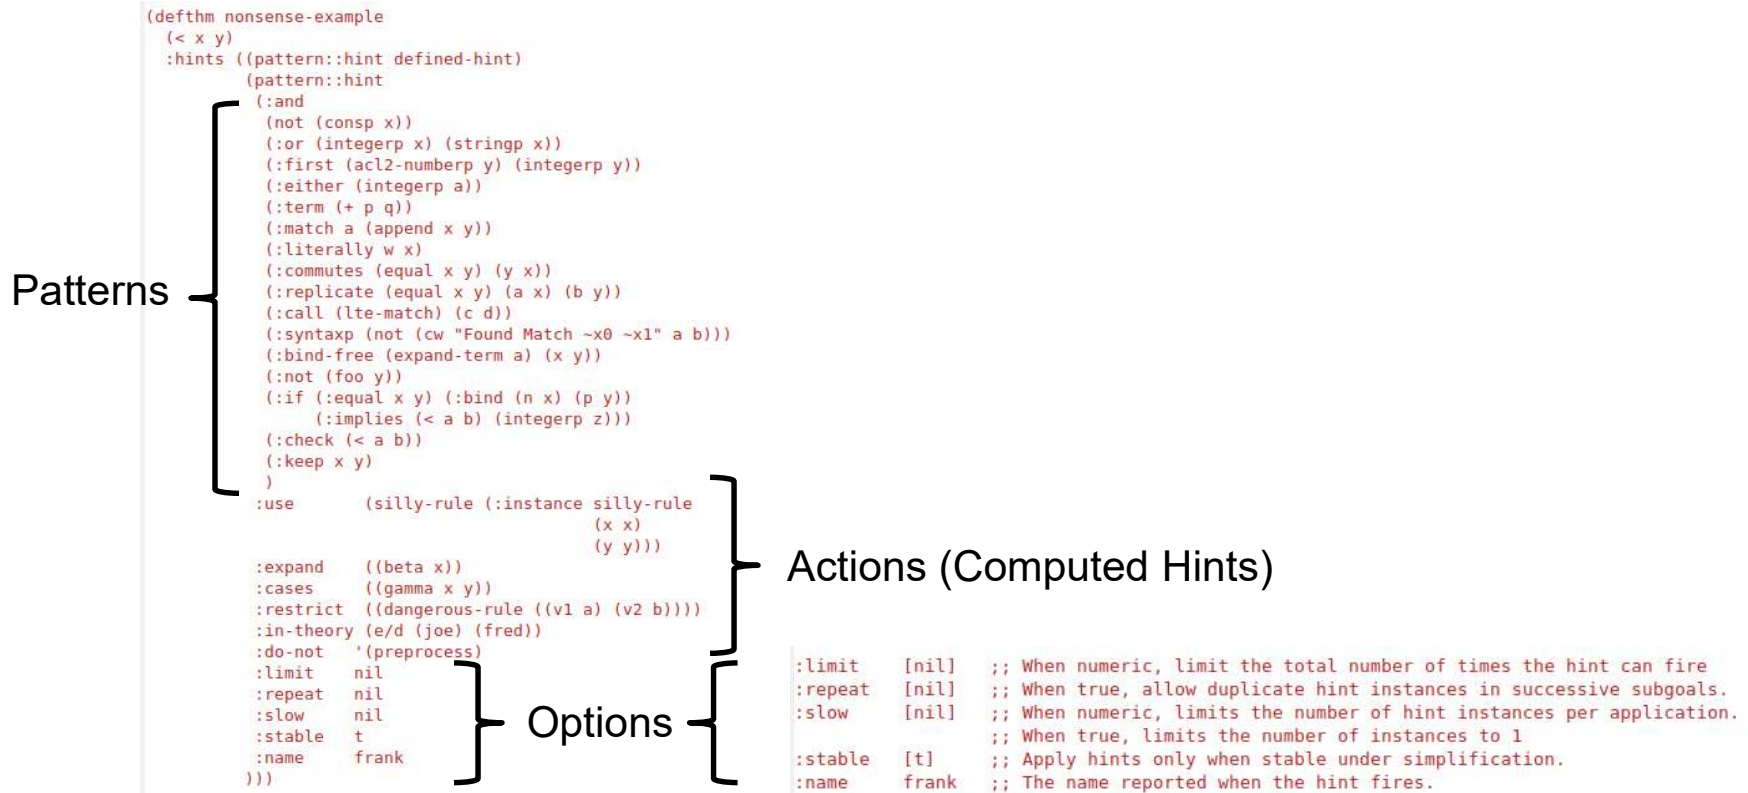 (defthm nonsense-example
  (< x y)
  :hints ((pattern::hint defined-hint)
          (pattern::hint
           (:and
            (not (consp x))
            (:or (integerp x) (stringp x))
            (:first (acl2-numberp y) (integerp y))
            (:either (integerp a))
            (:term (+ p q))
            (:match a (append x y))
            (:literally w x)
            (:commutes (equal x y) (y x))
            (:replicate (equal x y) (a x) (b y))
            (:call (lte-match) (c d))
            (:syntaxp (not (cw "Found Match ~x0 ~x1" a b)))
            (:bind-free (expand-term a) (x y))
            (:not (foo y))
            (:if (:equal x y) (:bind (n x) (p y))
                 (:implies (< a b) (integerp z)))
            (:check (< a b))
            (:keep x y)
            )
           :use       (silly-rule (:instance silly-rule
                                             (x x)
                                             (y y)))
           :expand    ((beta x))
           :cases     ((gamma x y))
           :restrict  ((dangerous-rule ((v1 a) (v2 b))))
           :in-theory (e/d (joe) (fred))
           :do-not    '(preprocess)
           :limit     nil
           :repeat    nil
           :slow      nil
           :stable    t
           :name      frank
          )))
Patterns
Actions (Computed Hints)
Options
:limit    [nil]   ;; When numeric, limit the total number of times the hint can fire
:repeat   [nil]   ;; When true, allow duplicate hint instances in successive subgoals.
:slow     [nil]   ;; When numeric, limits the number of hint instances per application.
                  ;; When true, limits the number of instances to 1
:stable   [t]     ;; Apply hints only when stable under simplification.
:name     frank   ;; The name reported when the hint fires.